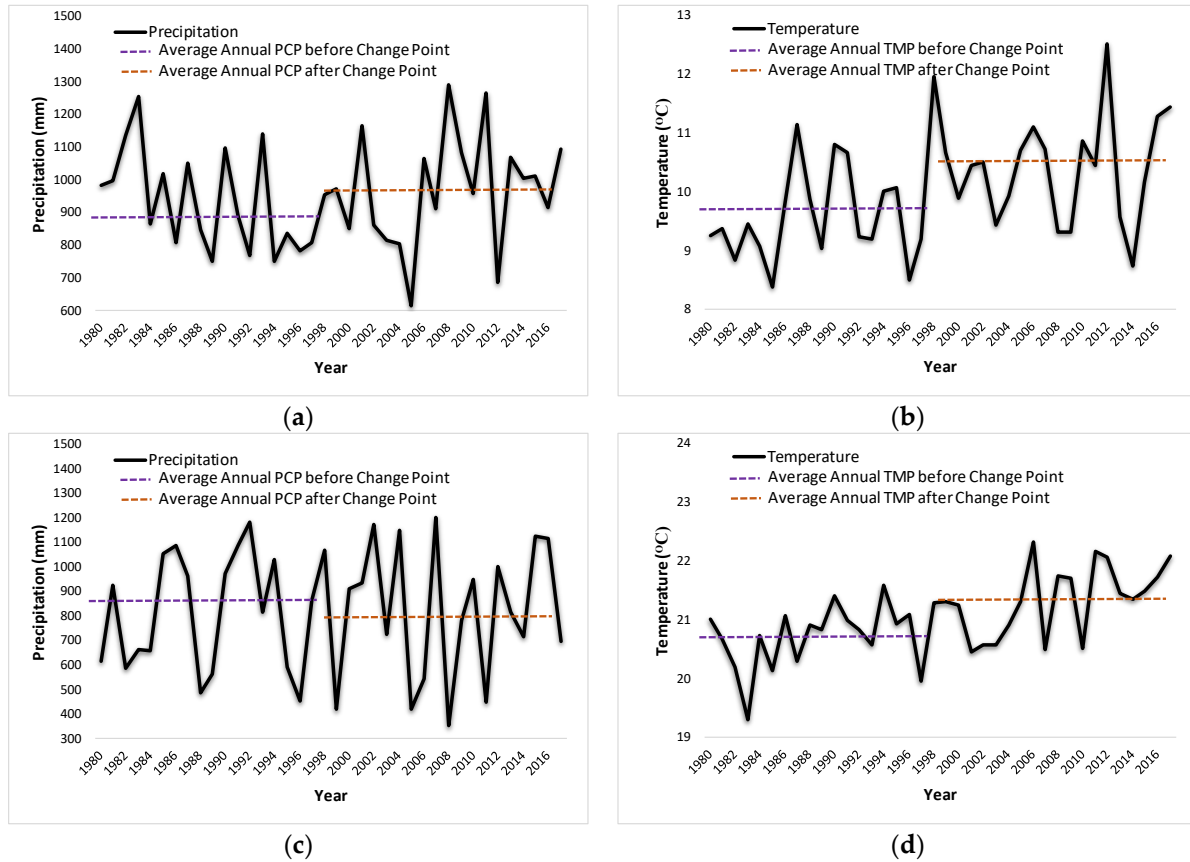 1500
1400
1300
1200
1100
1000
900
800
700
600
Precipitation (mm)
Precipitation
Average Annual PCP before Change Point
Average Annual PCP after Change Point
1980 1982 1984 1986 1988 1990 1992 1994 1996 1998 2000 2002 2004 2006 2008 2010 2012 2014 2016
Year
(a)
13
12
11
10
9
8
Temperature (°C)
Temperature
Average Annual TMP before Change Point
Average Annual TMP after Change Point
1980 1982 1984 1986 1988 1990 1992 1994 1996 1998 2000 2002 2004 2006 2008 2010 2012 2014 2016
Year
(b)
1500
1400
1300
1200
1100
1000
900
800
700
600
500
400
300
Precipitation (mm)
Precipitation
Average Annual PCP before Change Point
Average Annual PCP after Change Point
1980 1982 1984 1986 1988 1990 1992 1994 1996 1998 2000 2002 2004 2006 2008 2010 2012 2014 2016
Year
(c)
24
23
22
21
20
19
Temperature (°C)
Temperature
Average Annual TMP before Change Point
Average Annual TMP after Change Point
1980 1982 1984 1986 1988 1990 1992 1994 1996 1998 2000 2002 2004 2006 2008 2010 2012 2014 2016
Year
(d)